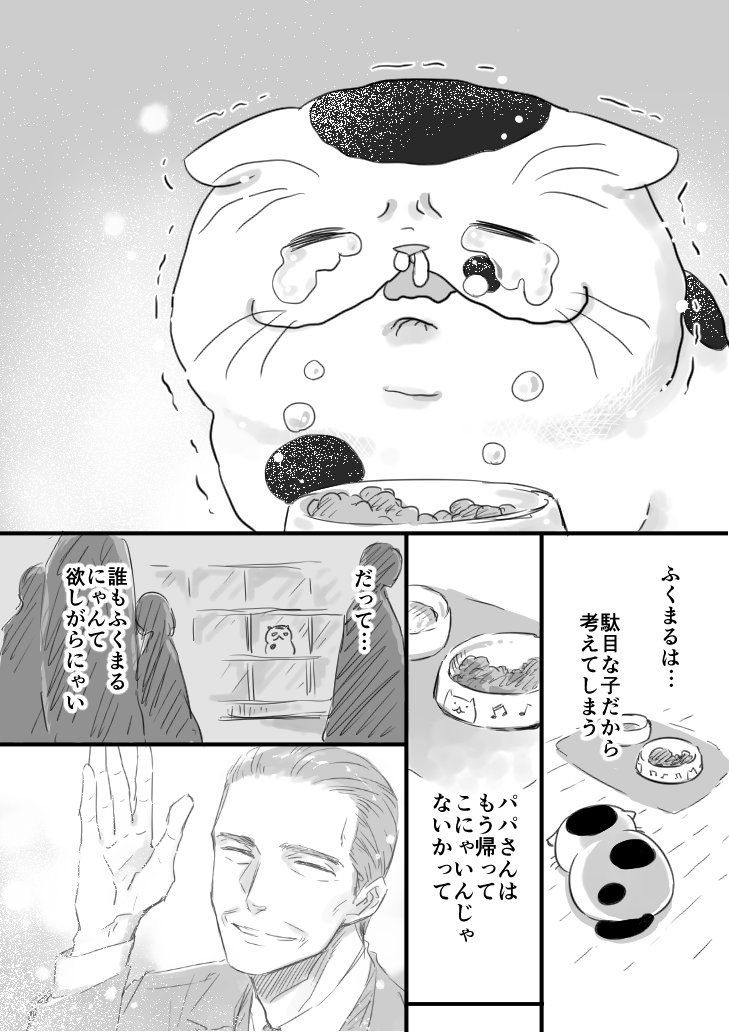 ふくまるは…
駄目な子だから
考えてしまう
パパさんは
もう帰って
こにゃいんじゃ
ないかって
だって…
誰もふくまる
にゃんて
欲しがらにゃい